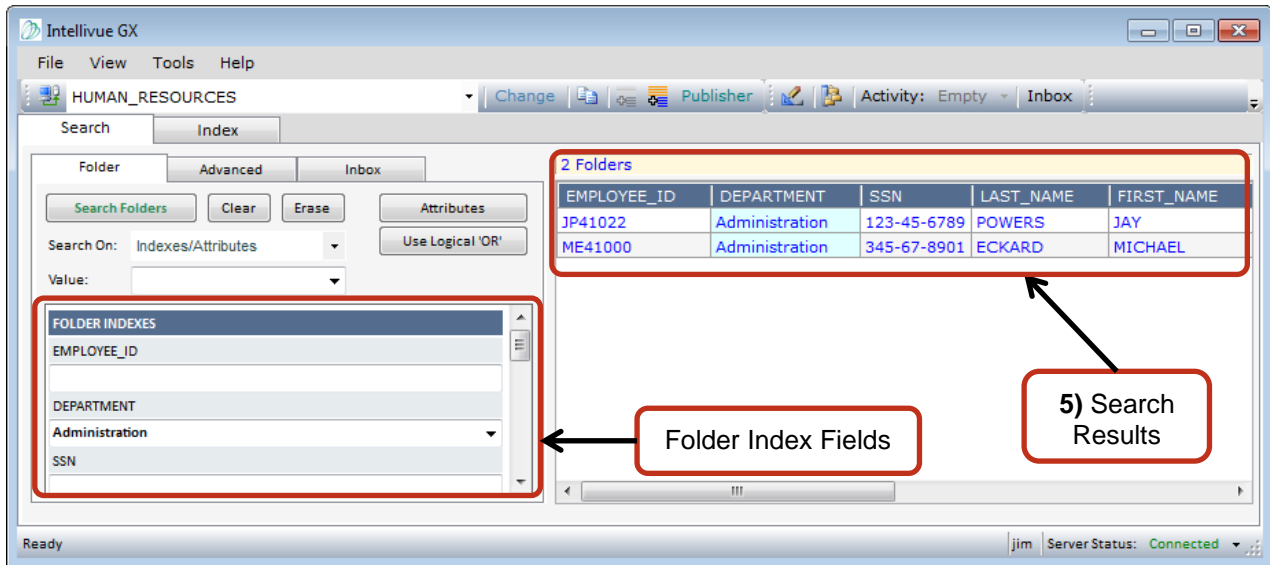 Intellivue GX
File View Tools Help
HUMAN_RESOURCES Change Publisher Activity: Empty Inbox
Search Index
Folder Advanced Inbox
Search Folders Clear Erase Attributes
Search On: Indexes/Attributes Use Logical 'OR'
Value:
FOLDER INDEXES
EMPLOYEE_ID
DEPARTMENT
Administration
SSN
2 Folders
EMPLOYEE_ID DEPARTMENT SSN LAST_NAME FIRST_NAME
JP41022 Administration 123-45-6789 POWERS JAY
ME41000 Administration 345-67-8901 ECKARD MICHAEL
Folder Index Fields
5) Search
Results
Ready jim Server Status: Connected